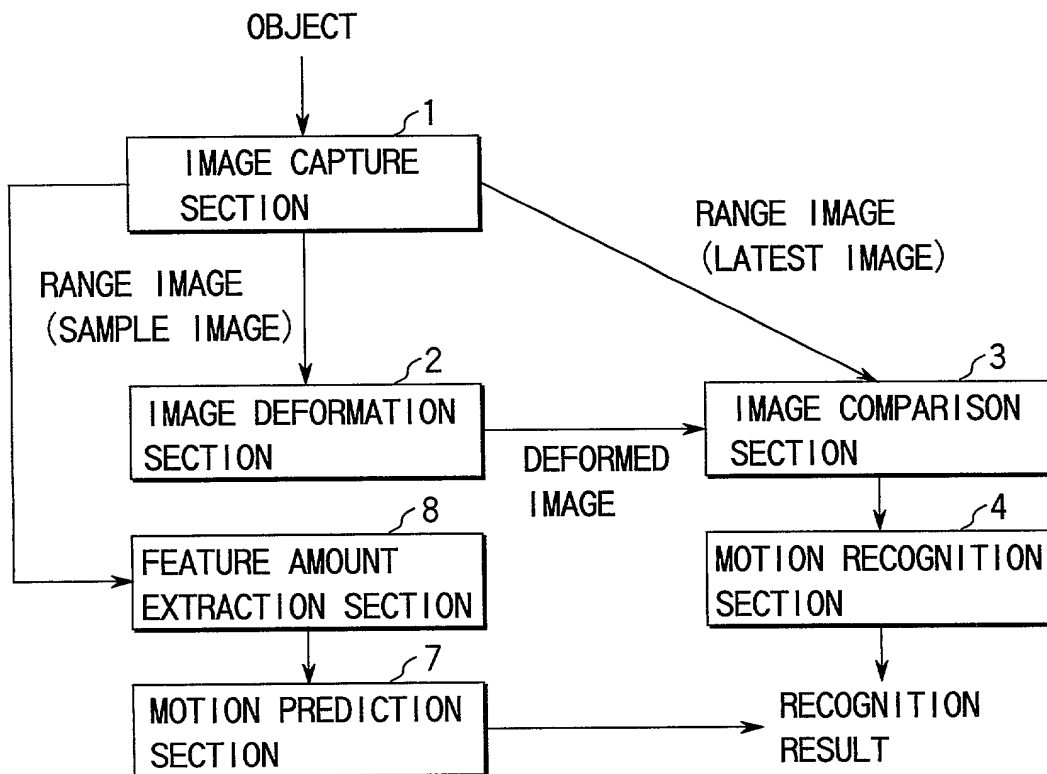 OBJECT
1
IMAGE CAPTURE
SECTION
RANGE IMAGE
(LATEST IMAGE)
RANGE IMAGE
(SAMPLE IMAGE)
2
IMAGE DEFORMATION
SECTION
DEFORMED
IMAGE
3
IMAGE COMPARISON
SECTION
8
FEATURE AMOUNT
EXTRACTION SECTION
4
MOTION RECOGNITION
SECTION
7
MOTION PREDICTION
SECTION
RECOGNITION
RESULT